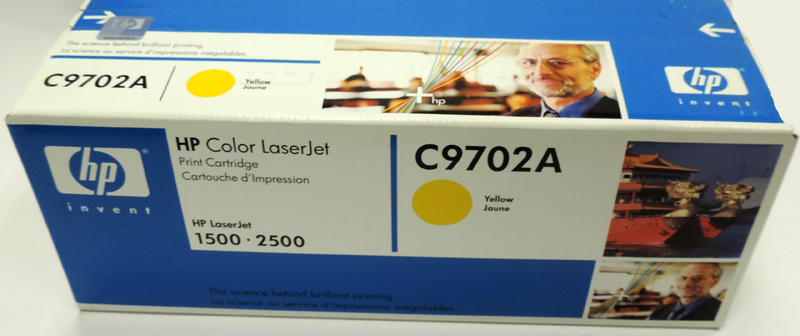 hp
The science behind brilliant printing.
La science au service d'impressions inégalables.
C9702A
Yellow
Jaune
+hp
hp
invent
hp
invent
HP Color LaserJet
Print Cartridge
Cartouche d'Impression
HP LaserJet
1500 · 2500
C9702A
Yellow
Jaune
The science behind brilliant printing.
La science au service d'impressions inégalables.